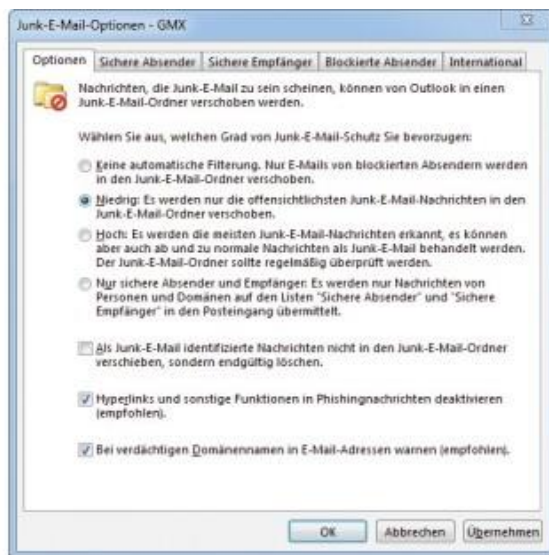 Junk-E-Mail-Optionen - GMX
Optionen
Sichere Absender
Sichere Empfänger
Blockierte Absender
International
Nachrichten, die Junk-E-Mail zu sein scheinen, können von Outlook in einen
Junk-E-Mail-Ordner verschoben werden.
Wählen Sie aus, welchen Grad von Junk-E-Mail-Schutz Sie bevorzugen:
Keine automatische Filterung. Nur E-Mails von blockierten Absendern werden
in den Junk-E-Mail-Ordner verschoben.
Niedrig: Es werden nur die offensichtlichsten Junk-E-Mail-Nachrichten in den
Junk-E-Mail-Ordner verschoben.
Hoch: Es werden die meisten Junk-E-Mail-Nachrichten erkannt, es können
aber auch ab und zu normale Nachrichten als Junk-E-Mail behandelt werden.
Der Junk-E-Mail-Ordner sollte regelmäßig überprüft werden.
Nur sichere Absender und Empfänger: Es werden nur Nachrichten von
Personen und Domänen auf den Listen "Sichere Absender" und "Sichere
Empfänger" in den Posteingang übermittelt.
Als Junk-E-Mail identifizierte Nachrichten nicht in den Junk-E-Mail-Ordner
verschieben, sondern endgültig löschen.
Hyperlinks und sonstige Funktionen in Phishingnachrichten deaktivieren
(empfohlen).
Bei verdächtigen Domänennamen in E-Mail-Adressen warnen (empfohlen).
OK
Abbrechen
Übernehmen